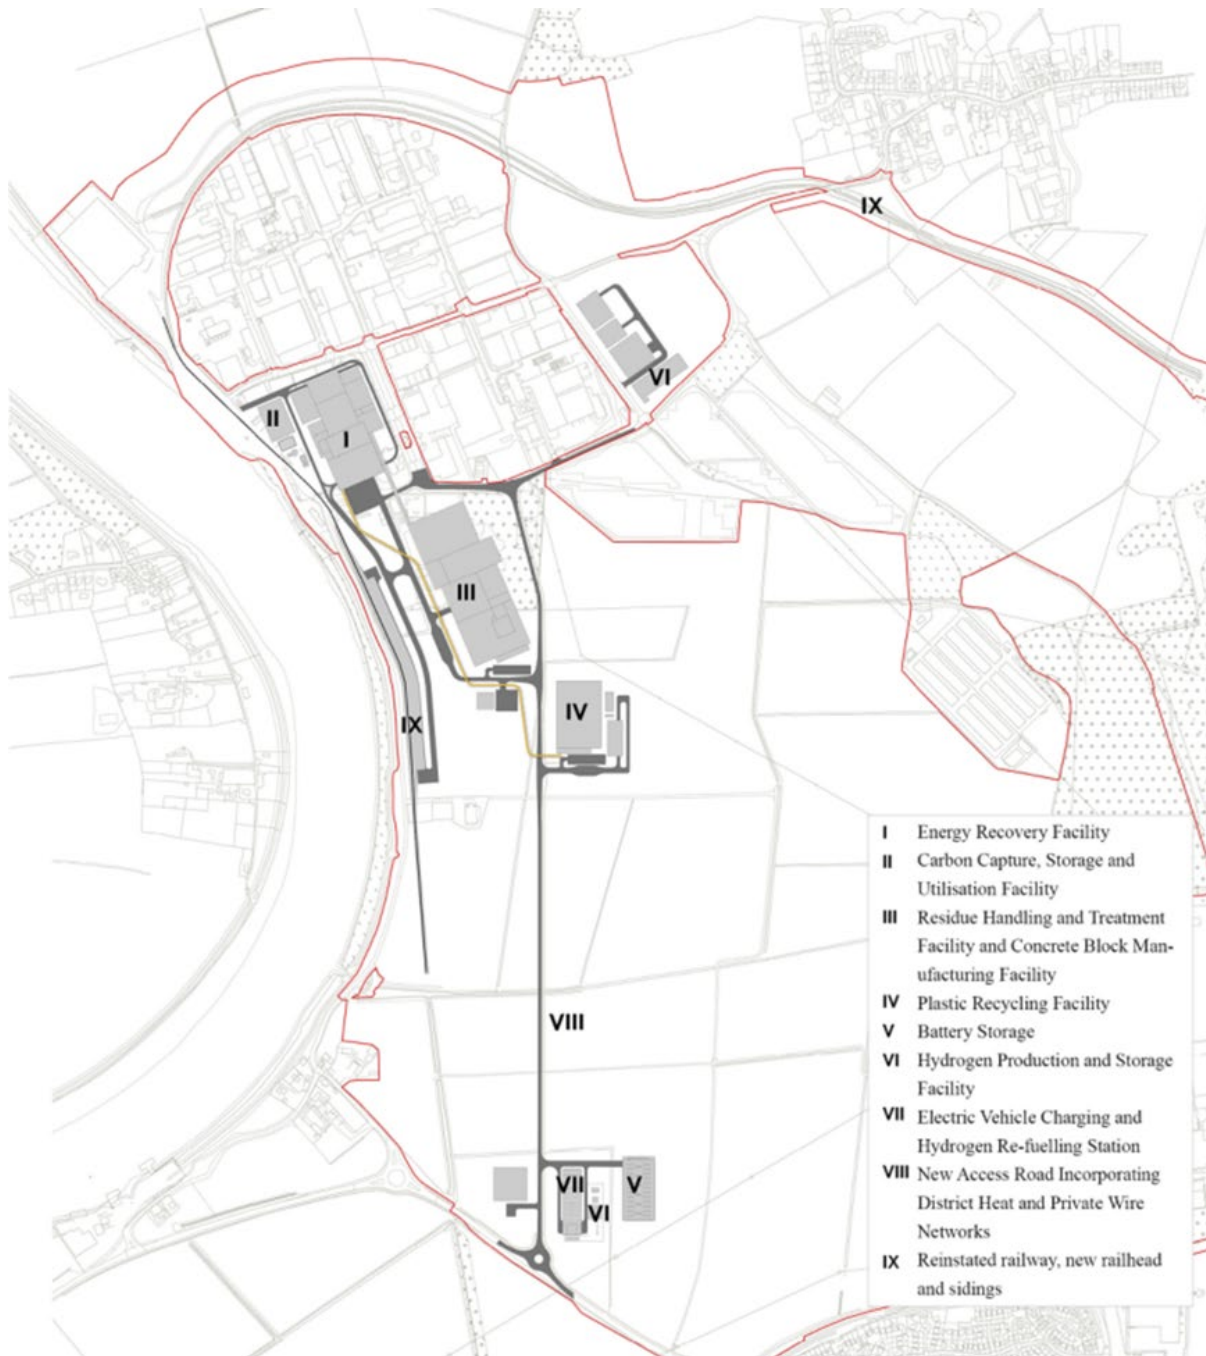 IX
VI
II
I
III
IX
IV
VIII
VII
V
VI
I Energy Recovery Facility
II Carbon Capture, Storage and
Utilisation Facility
III Residue Handling and Treatment
Facility and Concrete Block Man-
ufacturing Facility
IV Plastic Recycling Facility
V Battery Storage
VI Hydrogen Production and Storage
Facility
VII Electric Vehicle Charging and
Hydrogen Re-fuelling Station
VIII New Access Road Incorporating
District Heat and Private Wire
Networks
IX Reinstated railway, new railhead
and sidings